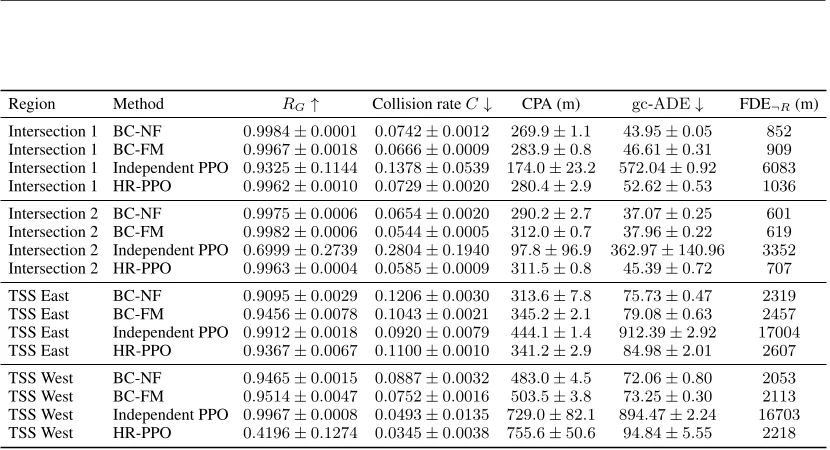 Region Method R_G ↑ Collision rate C ↓ CPA (m) gc-ADE ↓ FDE¬R (m)
Intersection 1 BC-NF 0.9984 ± 0.0001 0.0742 ± 0.0012 269.9 ± 1.1 43.95 ± 0.05 852
Intersection 1 BC-FM 0.9967 ± 0.0018 0.0666 ± 0.0009 283.9 ± 0.8 46.61 ± 0.31 909
Intersection 1 Independent PPO 0.9325 ± 0.1144 0.1378 ± 0.0539 174.0 ± 23.2 572.04 ± 0.92 6083
Intersection 1 HR-PPO 0.9962 ± 0.0010 0.0729 ± 0.0020 280.4 ± 2.9 52.62 ± 0.53 1036
Intersection 2 BC-NF 0.9975 ± 0.0006 0.0654 ± 0.0020 290.2 ± 2.7 37.07 ± 0.25 601
Intersection 2 BC-FM 0.9982 ± 0.0006 0.0544 ± 0.0005 312.0 ± 0.7 37.96 ± 0.22 619
Intersection 2 Independent PPO 0.6999 ± 0.2739 0.2804 ± 0.1940 97.8 ± 96.9 362.97 ± 140.96 3352
Intersection 2 HR-PPO 0.9963 ± 0.0004 0.0585 ± 0.0009 311.5 ± 0.8 45.39 ± 0.72 707
TSS East BC-NF 0.9095 ± 0.0029 0.1206 ± 0.0030 313.6 ± 7.8 75.73 ± 0.47 2319
TSS East BC-FM 0.9456 ± 0.0078 0.1043 ± 0.0021 345.2 ± 2.1 79.08 ± 0.63 2457
TSS East Independent PPO 0.9912 ± 0.0018 0.0920 ± 0.0079 444.1 ± 1.4 912.39 ± 2.92 17004
TSS East HR-PPO 0.9367 ± 0.0067 0.1100 ± 0.0010 341.2 ± 2.9 84.98 ± 2.01 2607
TSS West BC-NF 0.9465 ± 0.0015 0.0887 ± 0.0032 483.0 ± 4.5 72.06 ± 0.80 2053
TSS West BC-FM 0.9514 ± 0.0047 0.0752 ± 0.0016 503.5 ± 3.8 73.25 ± 0.30 2113
TSS West Independent PPO 0.9967 ± 0.0008 0.0493 ± 0.0135 729.0 ± 82.1 894.47 ± 2.24 16703
TSS West HR-PPO 0.4196 ± 0.1274 0.0345 ± 0.0038 755.6 ± 50.6 94.84 ± 5.55 2218